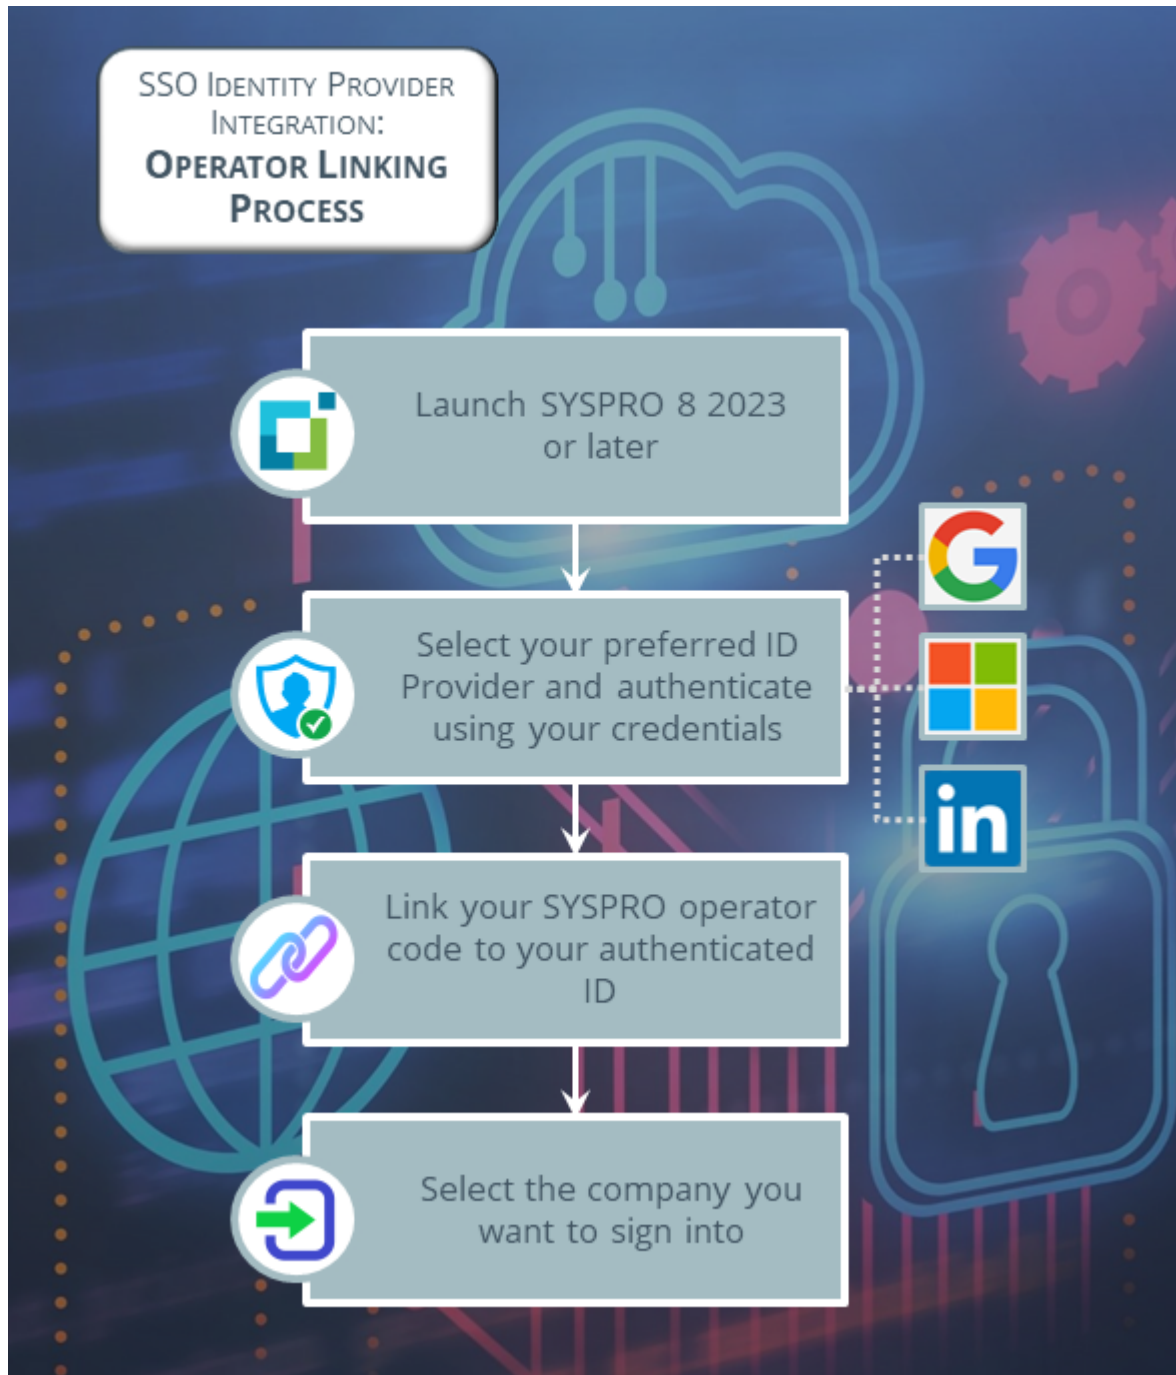 SSO IDENTITY PROVIDER
INTEGRATION:
OPERATOR LINKING
PROCESS
Launch SYSPRO 8 2023
or later
Select your preferred ID
Provider and authenticate
using your credentials
in
Link your SYSPRO operator
code to your authenticated
ID
Select the company you
want to sign into